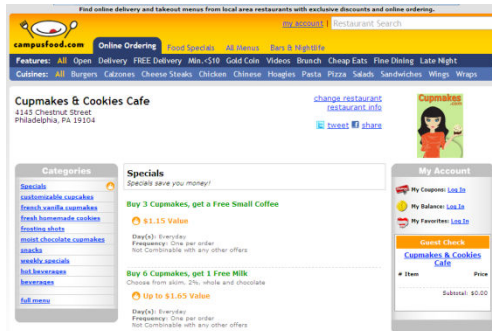 Find online delivery and takeout menus from local area restaurants with exclusive discounts and online ordering.
my account | Restaurant Search
campusfood.com
Online Ordering Food Specials All Menus Bars & Nightlife
Features: All Open Delivery FREE Delivery Min.<$10 Gold Coin Videos Brunch Cheap Eats Fine Dining Late Night
Cuisines: All Burgers Calzones Cheese Steaks Chicken Chinese Hoagies Pasta Pizza Salads Sandwiches Wings Wraps
Cupmakes & Cookies Cafe
4143 Chestnut Street
Philadelphia, PA 19104
change restaurant
restaurant info
tweet share
Cupmakes
Categories
Specials
customizable cupcakes
french vanilla cupmakes
fresh homemade cookies
frosting shots
moist chocolate cupmakes
snacks
weekly specials
hot beverages
beverages
full menu
Specials
Specials save you money!
Buy 3 Cupmakes, get a Free Small Coffee
$1.15 Value
Day(s): Everyday
Frequency: One per order
Not Combinable with any other offers
Buy 6 Cupmakes, get 1 Free Milk
Choose from skim, 2%, whole and chocolate
Up to $1.65 Value
Day(s): Everyday
Frequency: One per order
Not Combinable with any other offers
My Account
My Coupons: Log In
My Balance: Log In
My Favorites: Log In
Guest Check
Cupmakes & Cookies
Cafe
# Item Price
Subtotal: $0.00